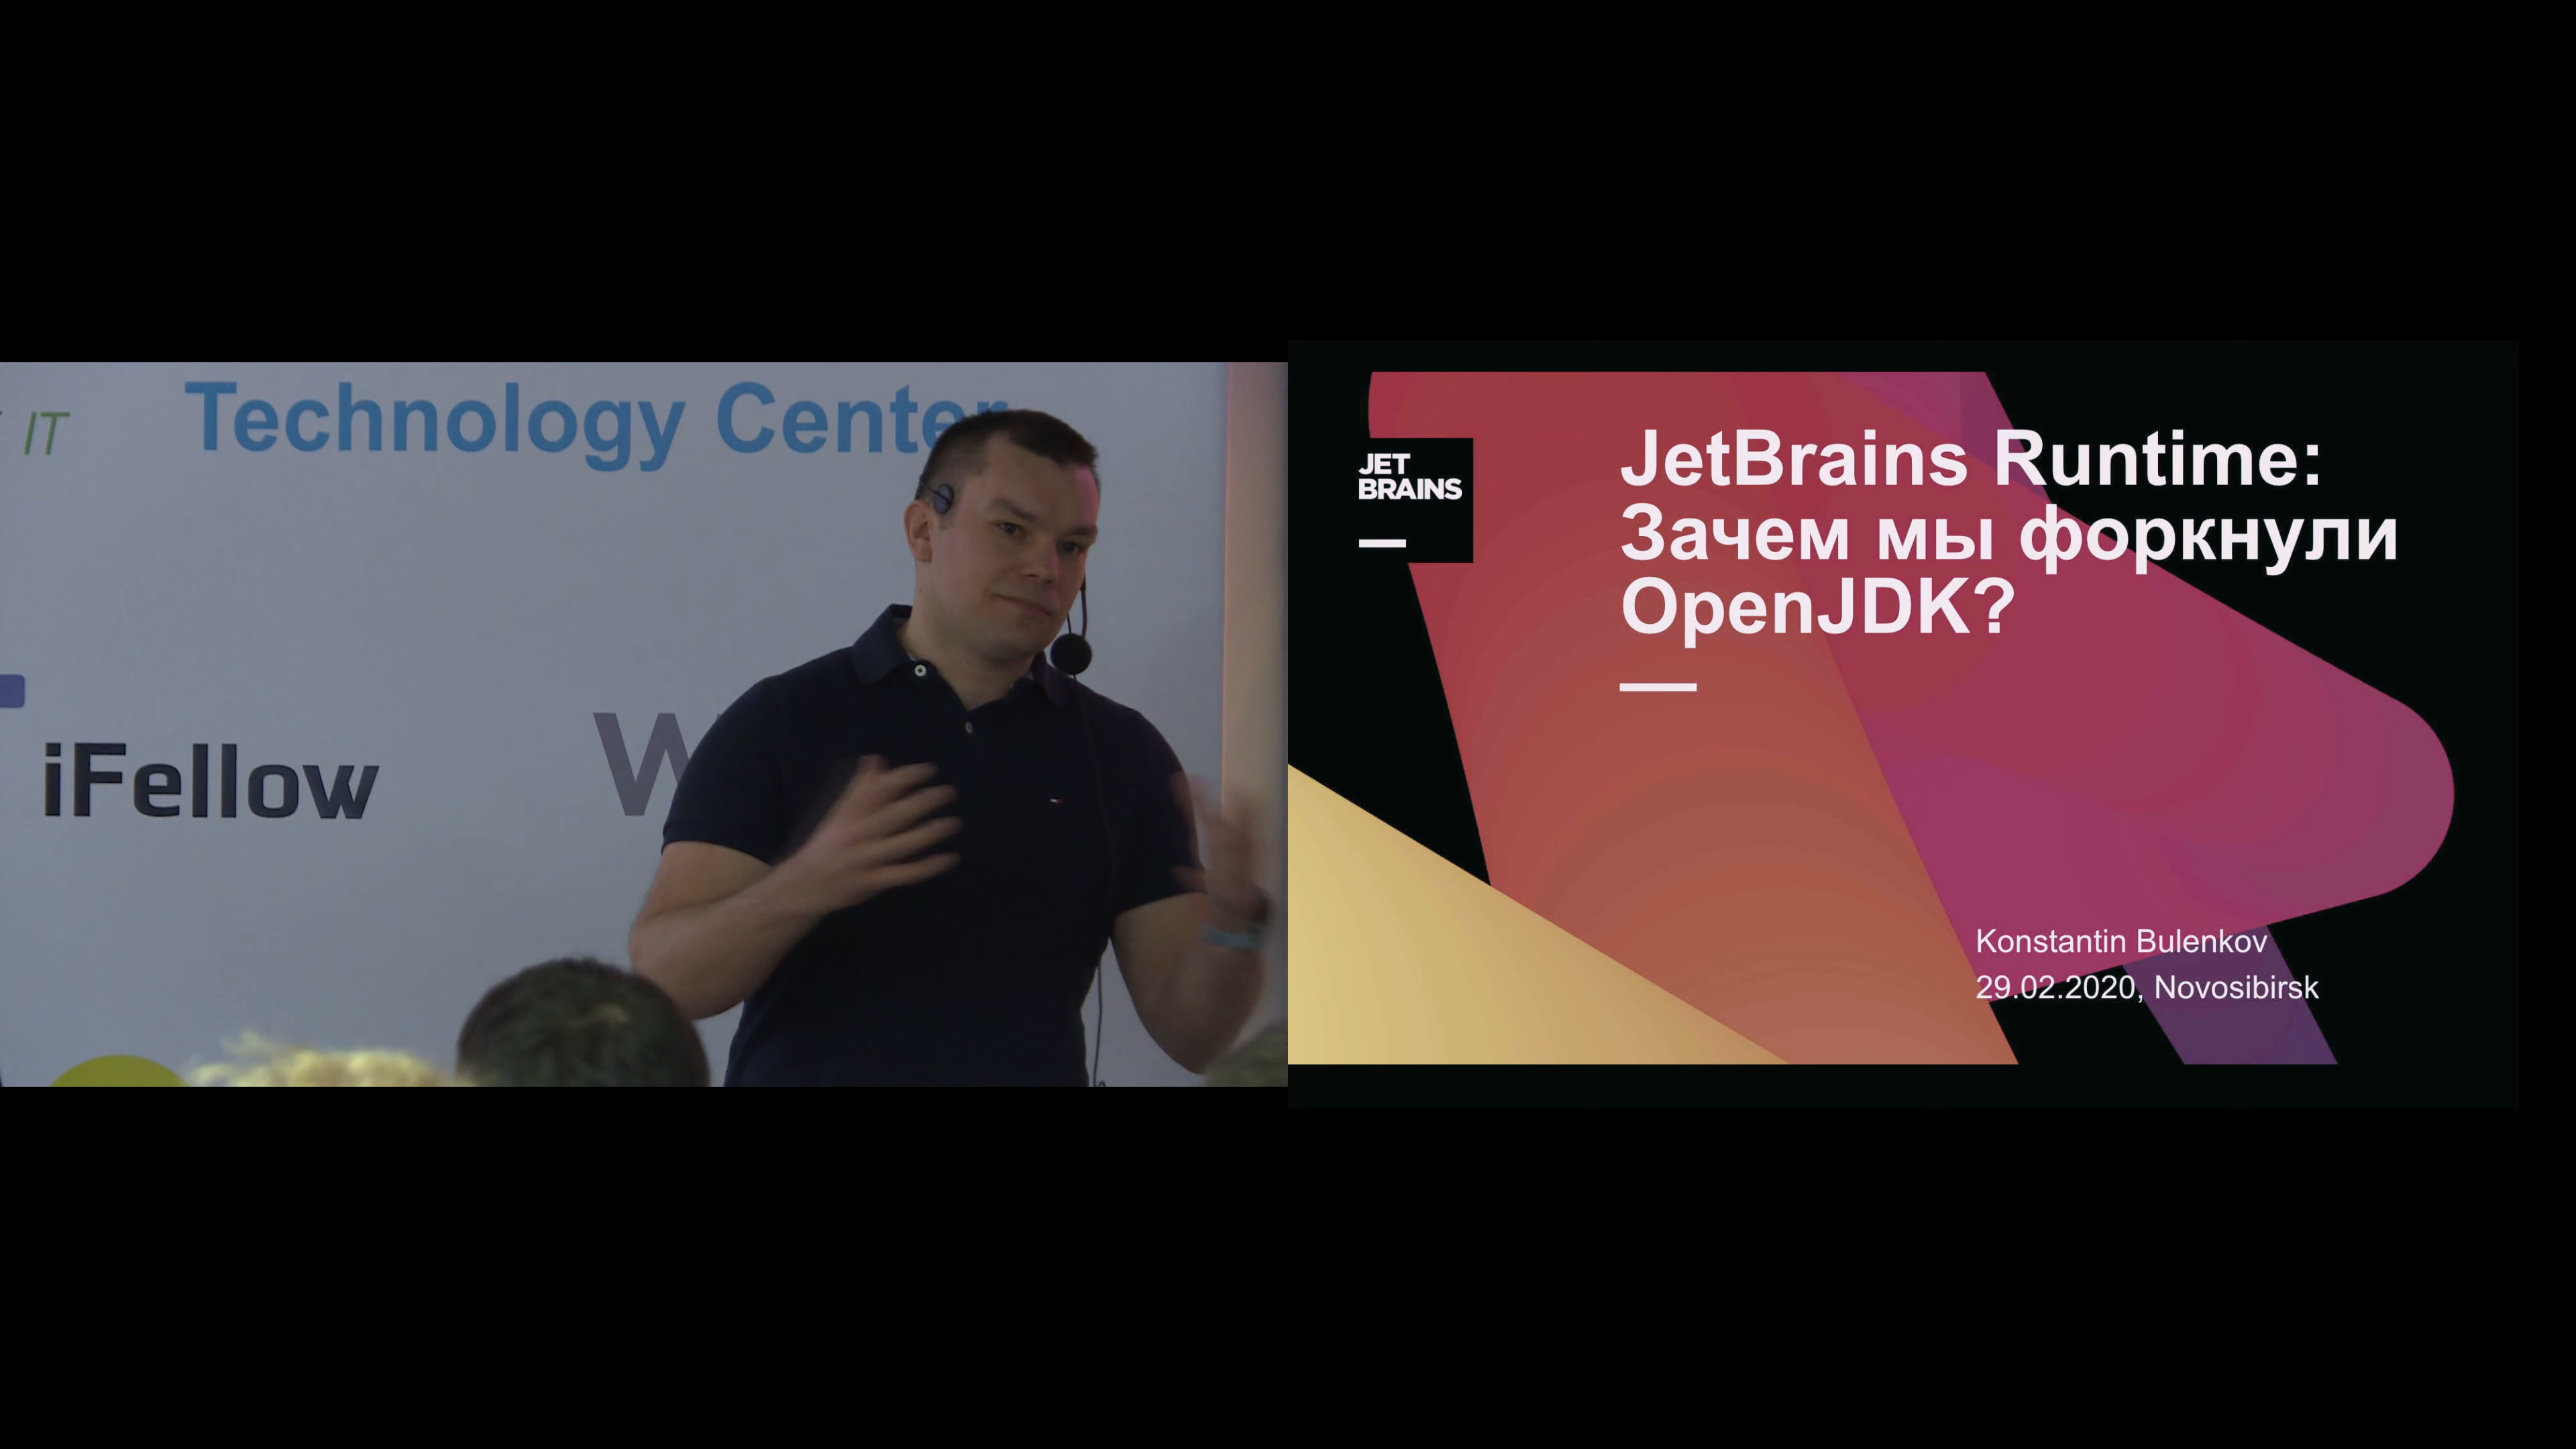 IT
Technology Center
iFellow
JET
BRAINS
JetBrains Runtime:
Зачем мы форкнули
OpenJDK?
Konstantin Bulenkov
29.02.2020, Novosibirsk